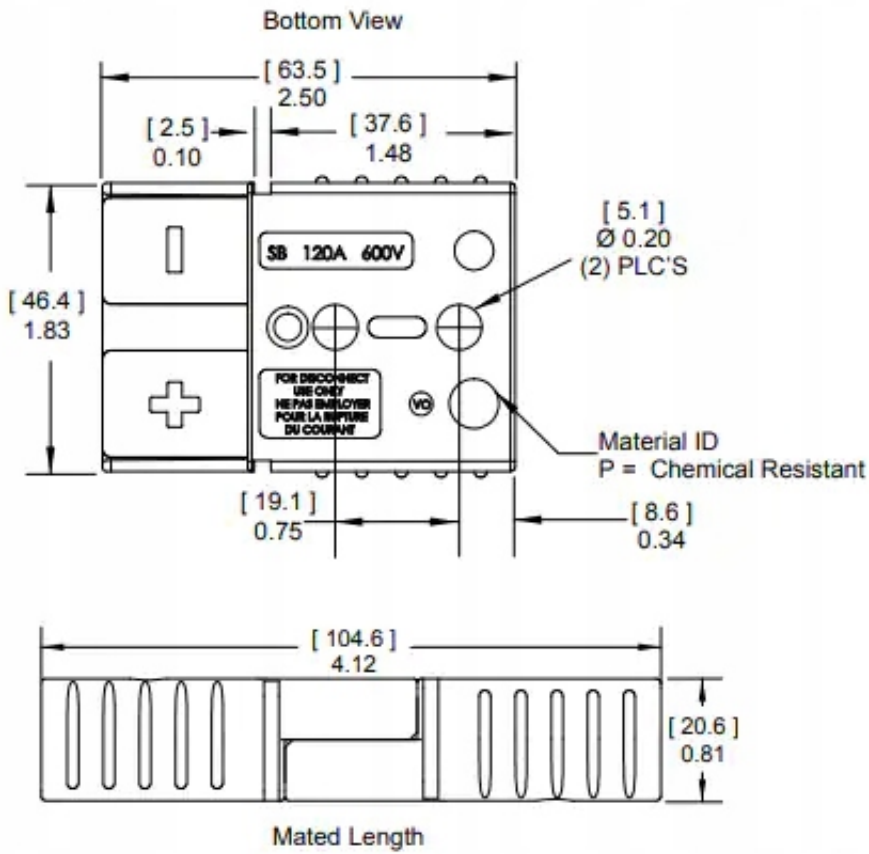 Bottom View
[ 63.5 ]
2.50
[ 2.5 ]
0.10
[ 37.6 ]
1.48
[ 5.1 ]
Ø 0.20
(2) PLC'S
SB 120A 600V
[ 46.4 ]
1.83
FOR DISCONNECT
USE ONLY
NE PAS EMPLOYER
POUR LA RUPTURE
DU COURANT
VO
Material ID
P = Chemical Resistant
[ 19.1 ]
0.75
[ 8.6 ]
0.34
[ 104.6 ]
4.12
[ 20.6 ]
0.81
Mated Length